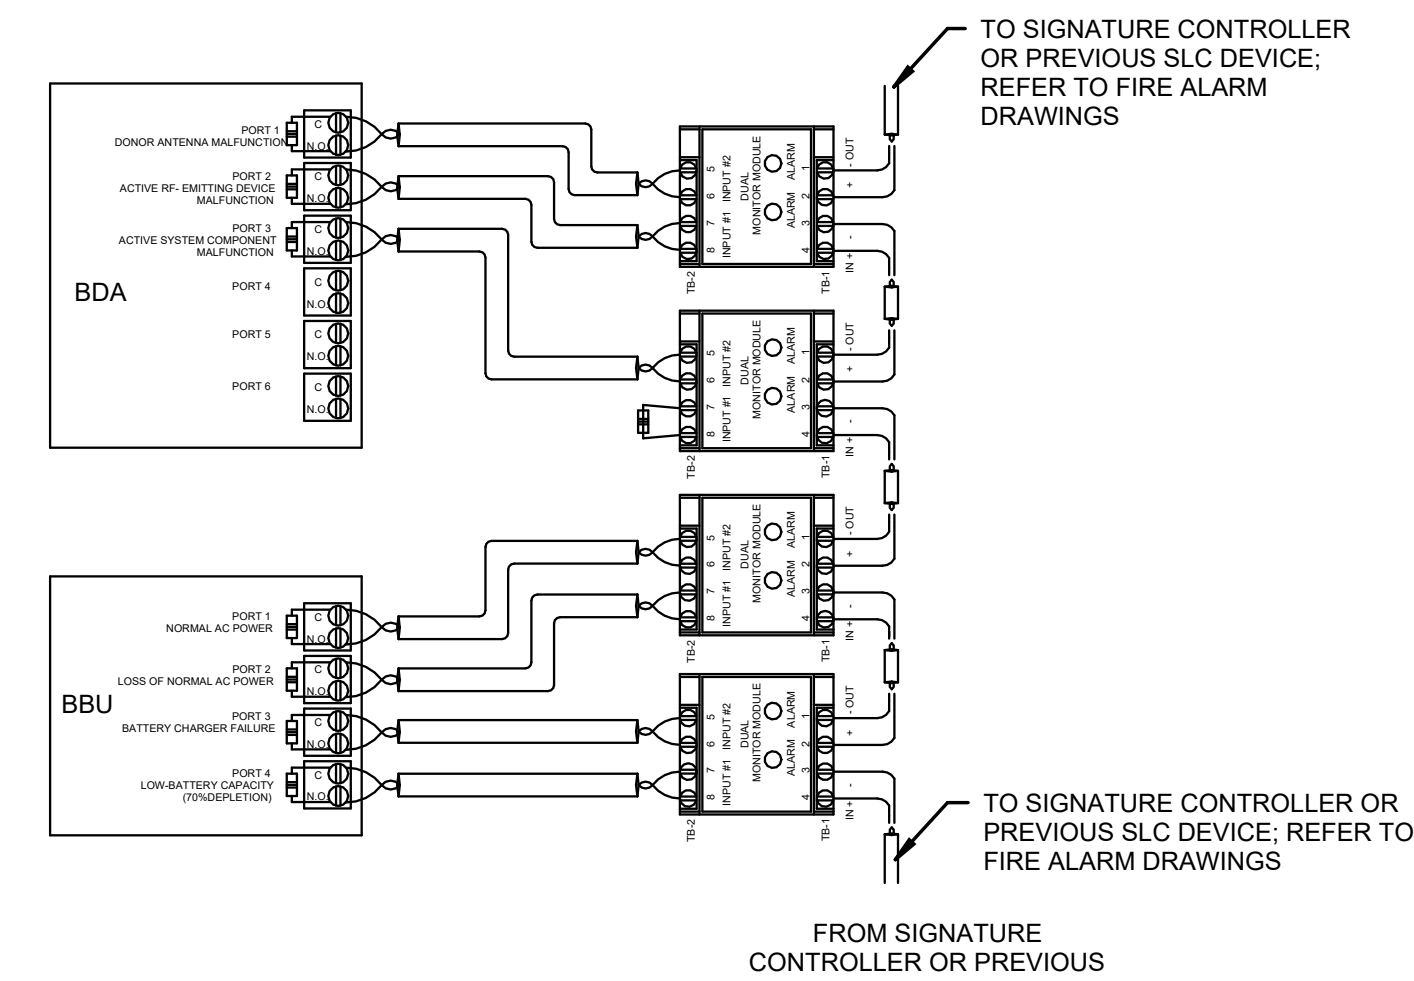 TO SIGNATURE CONTROLLER
OR PREVIOUS SLC DEVICE;
REFER TO FIRE ALARM
DRAWINGS
BDA
PORT 1
DONOR ANTENNA MALFUNCTION
C
N.O.
PORT 2
ACTIVE RF- EMITTING DEVICE
MALFUNCTION
C
N.O.
PORT 3
ACTIVE SYSTEM COMPONENT
MALFUNCTION
C
N.O.
PORT 4
C
N.O.
PORT 5
C
N.O.
PORT 6
C
N.O.
5
6
7
8
INPUT #2
INPUT #1
DUAL
MONITOR MODULE
ALARM
ALARM
1
2
3
4
- OUT
+
-
IN +
TB-2
TB-1
5
6
7
8
INPUT #2
INPUT #1
DUAL
MONITOR MODULE
ALARM
ALARM
1
2
3
4
- OUT
+
-
IN +
TB-2
TB-1
5
6
7
8
INPUT #2
INPUT #1
DUAL
MONITOR MODULE
ALARM
ALARM
1
2
3
4
- OUT
+
-
IN +
TB-2
TB-1
BBU
PORT 1
NORMAL AC POWER
C
N.O.
PORT 2
LOSS OF NORMAL AC POWER
C
N.O.
PORT 3
BATTERY CHARGER FAILURE
C
N.O.
PORT 4
LOW-BATTERY CAPACITY
(70%DEPLETION)
C
N.O.
5
6
7
8
INPUT #2
INPUT #1
DUAL
MONITOR MODULE
ALARM
ALARM
1
2
3
4
- OUT
+
-
IN +
TB-2
TB-1
TO SIGNATURE CONTROLLER OR
PREVIOUS SLC DEVICE; REFER TO
FIRE ALARM DRAWINGS
FROM SIGNATURE
CONTROLLER OR PREVIOUS